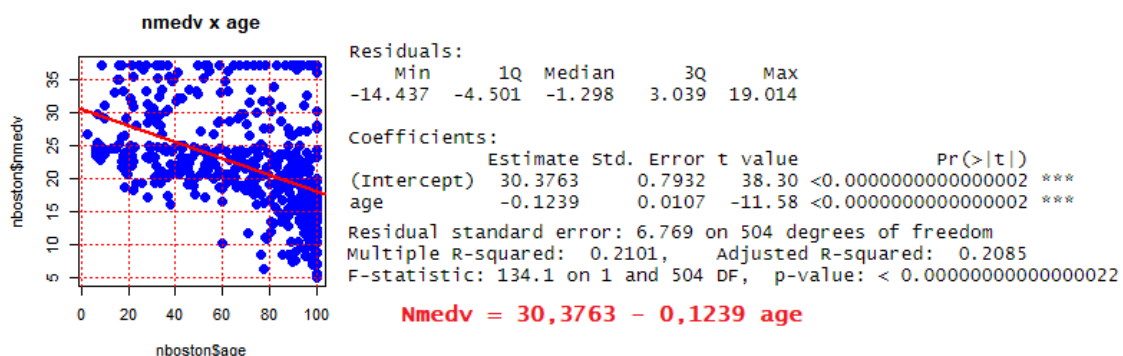 nmedv x age
nboston$nmedv
35
30
25
20
15
10
5
0 20 40 60 80 100
nboston$age
Residuals:
Min 1Q Median 3Q Max
-14.437 -4.501 -1.298 3.039 19.014
Coefficients:
Estimate Std. Error t value Pr(>|t|)
(Intercept) 30.3763 0.7932 38.30 <0.0000000000000002 ***
age -0.1239 0.0107 -11.58 <0.0000000000000002 ***
Residual standard error: 6.769 on 504 degrees of freedom
Multiple R-squared: 0.2101, Adjusted R-squared: 0.2085
F-statistic: 134.1 on 1 and 504 DF, p-value: < 0.00000000000000022
Nmedv = 30,3763 - 0,1239 age